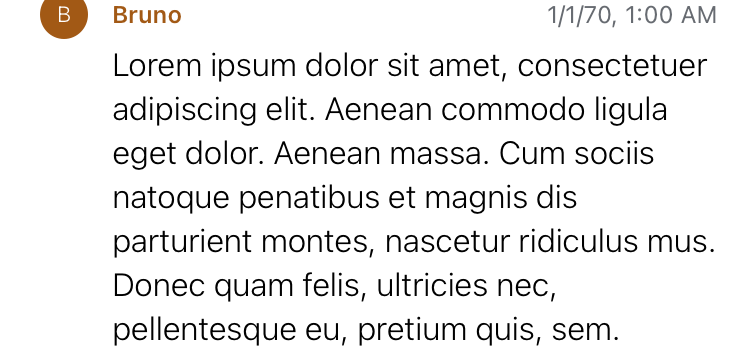 B
Bruno
1/1/70, 1:00 AM
Lorem ipsum dolor sit amet, consectetuer
adipiscing elit. Aenean commodo ligula
eget dolor. Aenean massa. Cum sociis
natoque penatibus et magnis dis
parturient montes, nascetur ridiculus mus.
Donec quam felis, ultricies nec,
pellentesque eu, pretium quis, sem.